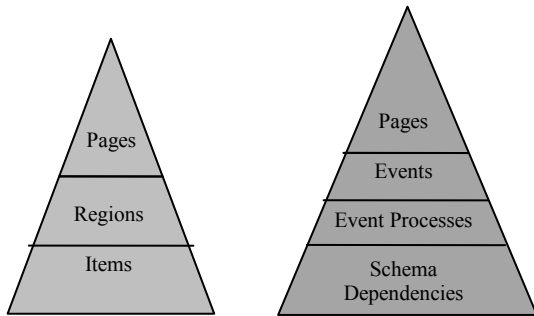 Pages
Regions
Items
Pages
Events
Event Processes
Schema
Dependencies